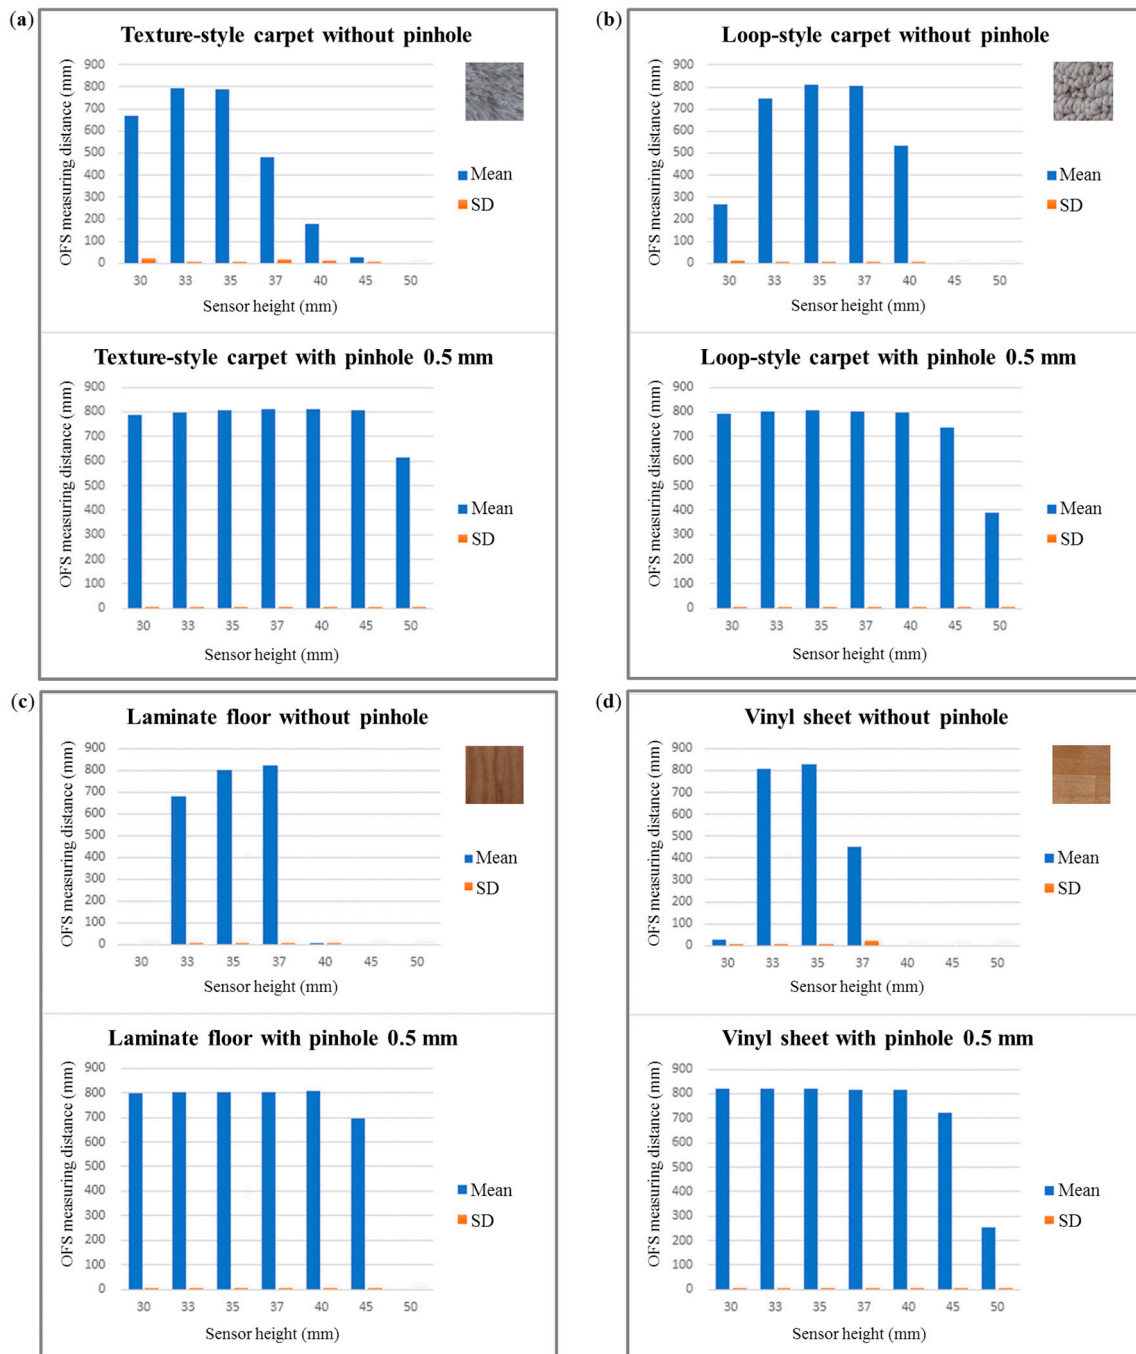 (a)
Texture-style carpet without pinhole
OFS measuring distance (mm)
900
800
700
600
500
400
300
200
100
0
30 33 35 37 40 45 50
Sensor height (mm)
Mean
SD
Texture-style carpet with pinhole 0.5 mm
OFS measuring distance (mm)
900
800
700
600
500
400
300
200
100
0
30 33 35 37 40 45 50
Sensor height (mm)
Mean
SD
(b)
Loop-style carpet without pinhole
OFS measuring distance (mm)
900
800
700
600
500
400
300
200
100
0
30 33 35 37 40 45 50
Sensor height (mm)
Mean
SD
Loop-style carpet with pinhole 0.5 mm
OFS measuring distance (mm)
900
800
700
600
500
400
300
200
100
0
30 33 35 37 40 45 50
Sensor height (mm)
Mean
SD
(c)
Laminate floor without pinhole
OFS measuring distance (mm)
900
800
700
600
500
400
300
200
100
0
30 33 35 37 40 45 50
Sensor height (mm)
Mean
SD
Laminate floor with pinhole 0.5 mm
OFS measuring distance (mm)
900
800
700
600
500
400
300
200
100
0
30 33 35 37 40 45 50
Sensor height (mm)
Mean
SD
(d)
Vinyl sheet without pinhole
OFS measuring distance (mm)
900
800
700
600
500
400
300
200
100
0
30 33 35 37 40 45 50
Sensor height (mm)
Mean
SD
Vinyl sheet with pinhole 0.5 mm
OFS measuring distance (mm)
900
800
700
600
500
400
300
200
100
0
30 33 35 37 40 45 50
Sensor height (mm)
Mean
SD